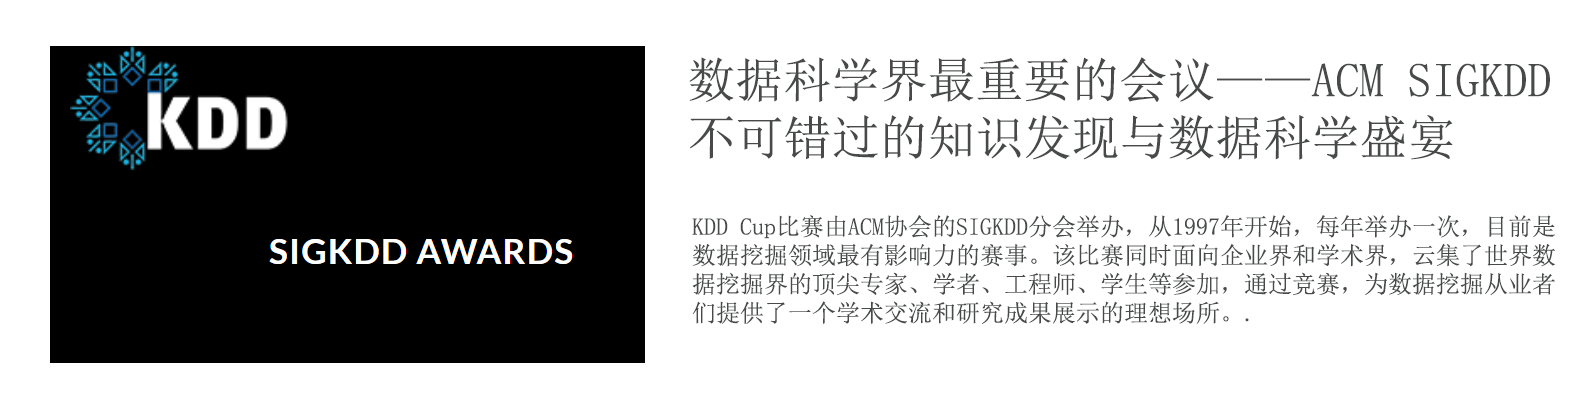 KDD
SIGKDD AWARDS
数据科学界最重要的会议——ACM SIGKDD
不可错过的知识发现与数据科学盛宴
KDD Cup比赛由ACM协会的SIGKDD分会举办，从1997年开始，每年举办一次，目前是
数据挖掘领域最有影响力的赛事。该比赛同时面向企业界和学术界，云集了世界数
据挖掘界的顶尖专家、学者、工程师、学生等参加，通过竞赛，为数据挖掘从业者
们提供了一个学术交流和研究成果展示的理想场所。.